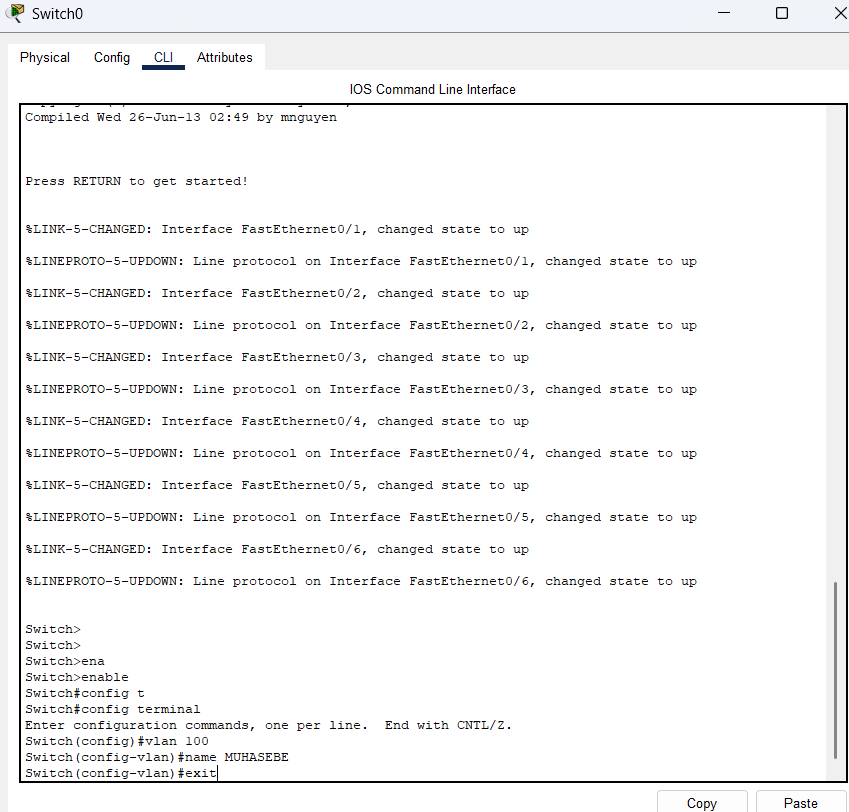 Switch0
Physical Config CLI Attributes
IOS Command Line Interface
Compiled Wed 26-Jun-13 02:49 by mnguyen
Press RETURN to get started!
%LINK-5-CHANGED: Interface FastEthernet0/1, changed state to up
%LINEPROTO-5-UPDOWN: Line protocol on Interface FastEthernet0/1, changed state to up
%LINK-5-CHANGED: Interface FastEthernet0/2, changed state to up
%LINEPROTO-5-UPDOWN: Line protocol on Interface FastEthernet0/2, changed state to up
%LINK-5-CHANGED: Interface FastEthernet0/3, changed state to up
%LINEPROTO-5-UPDOWN: Line protocol on Interface FastEthernet0/3, changed state to up
%LINK-5-CHANGED: Interface FastEthernet0/4, changed state to up
%LINEPROTO-5-UPDOWN: Line protocol on Interface FastEthernet0/4, changed state to up
%LINK-5-CHANGED: Interface FastEthernet0/5, changed state to up
%LINEPROTO-5-UPDOWN: Line protocol on Interface FastEthernet0/5, changed state to up
%LINK-5-CHANGED: Interface FastEthernet0/6, changed state to up
%LINEPROTO-5-UPDOWN: Line protocol on Interface FastEthernet0/6, changed state to up
Switch>
Switch>
Switch>ena
Switch>enable
Switch#config t
Switch#config terminal
Enter configuration commands, one per line.  End with CNTL/Z.
Switch(config)#vlan 100
Switch(config-vlan)#name MUHASEBE
Switch(config-vlan)#exit
Copy Paste